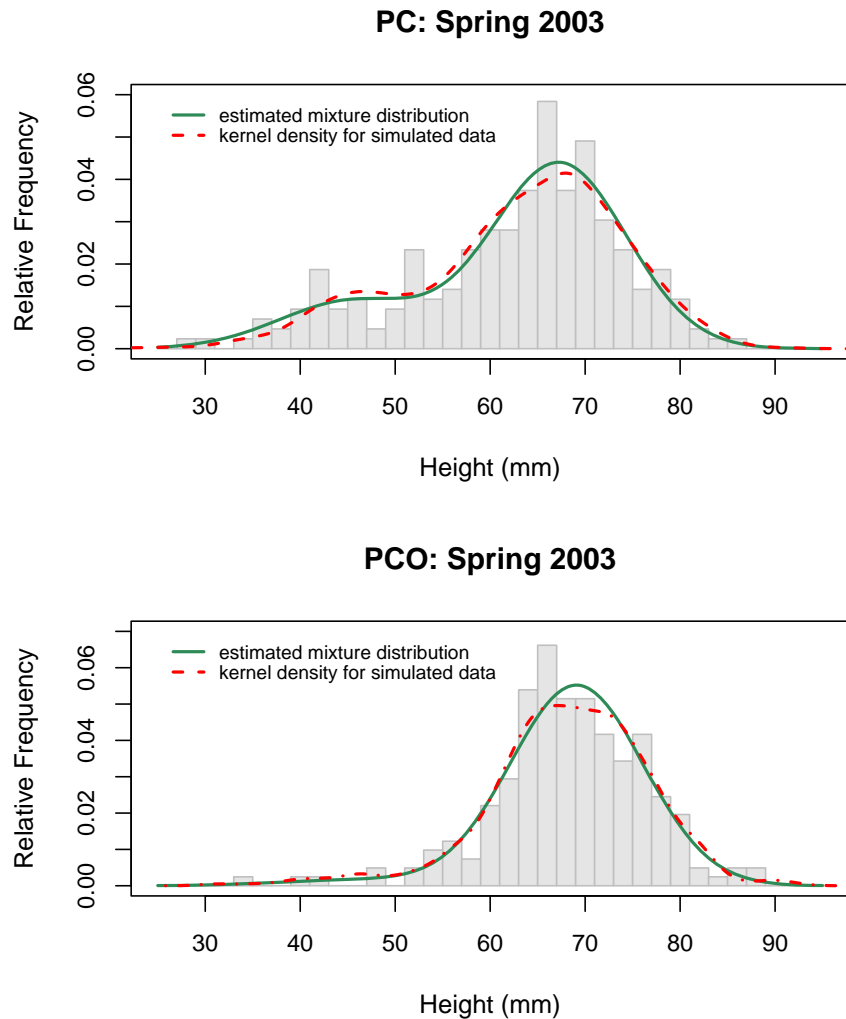 PC: Spring 2003
Relative Frequency
0.06
0.04
0.02
0.00
estimated mixture distribution
kernel density for simulated data
30 40 50 60 70 80 90
Height (mm)
PCO: Spring 2003
Relative Frequency
0.06
0.04
0.02
0.00
estimated mixture distribution
kernel density for simulated data
30 40 50 60 70 80 90
Height (mm)